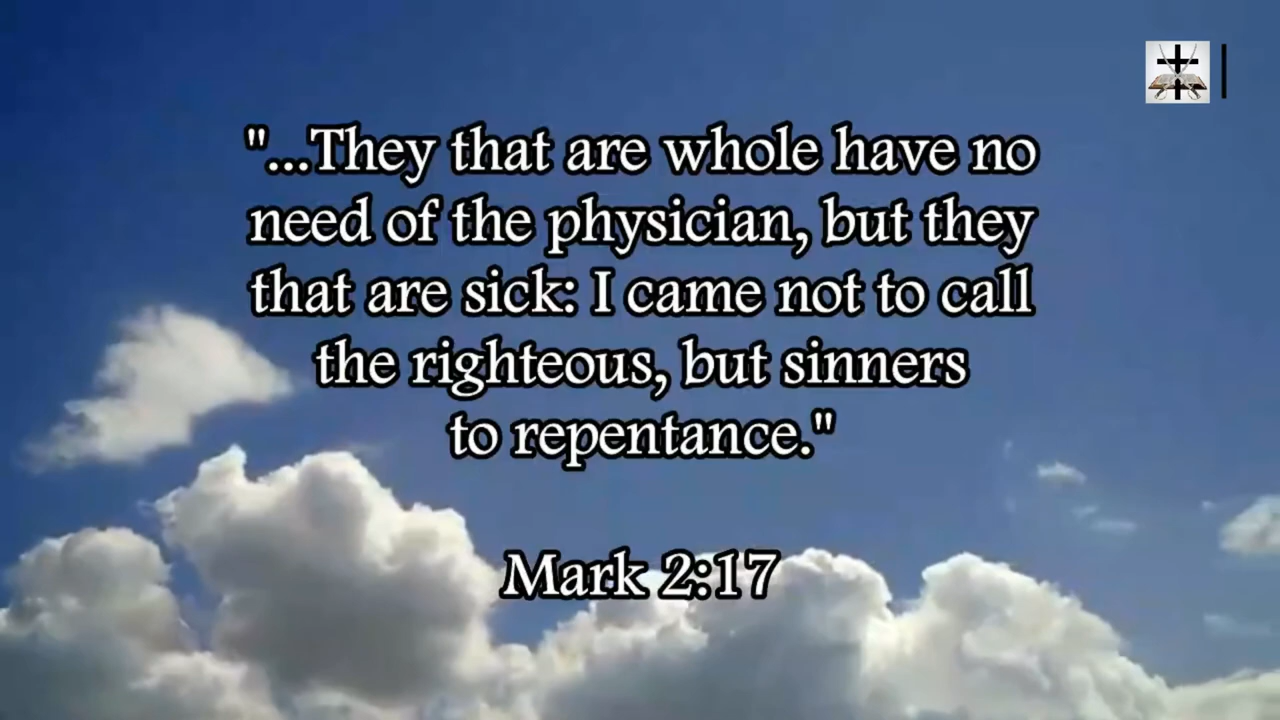 "...They that are whole have no
need of the physician, but they
that are sick: I came not to call
the righteous, but sinners
to repentance."
Mark 2:17